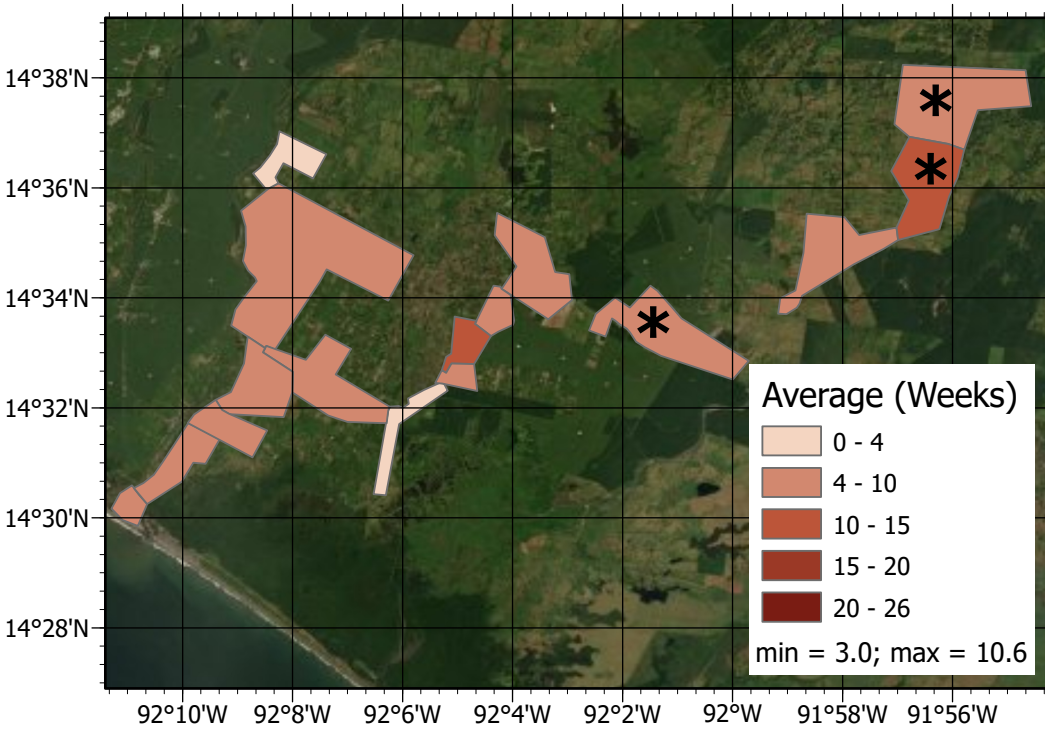 14°38'N
14°36'N
14°34'N
14°32'N
14°30'N
14°28'N
*
*
*
Average (Weeks)
0 - 4
4 - 10
10 - 15
15 - 20
20 - 26
min = 3.0; max = 10.6
92°10'W 92°8'W 92°6'W 92°4'W 92°2'W 92°W 91°58'W 91°56'W